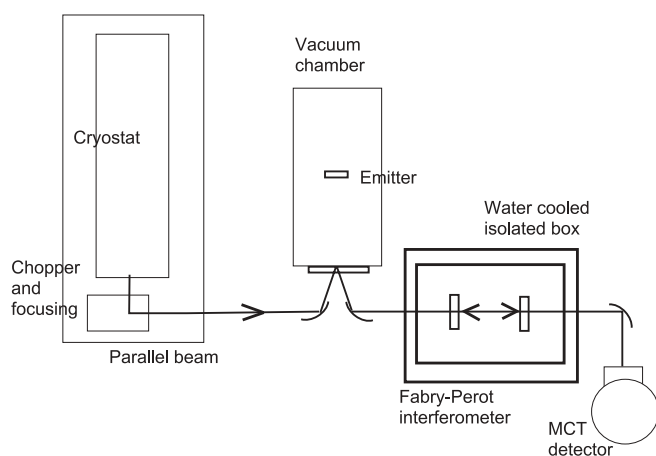 Vacuum
chamber
Cryostat
Emitter
Water cooled
isolated box
Chopper
and
focusing
Parallel beam
Fabry-Perot
interferometer
MCT
detector